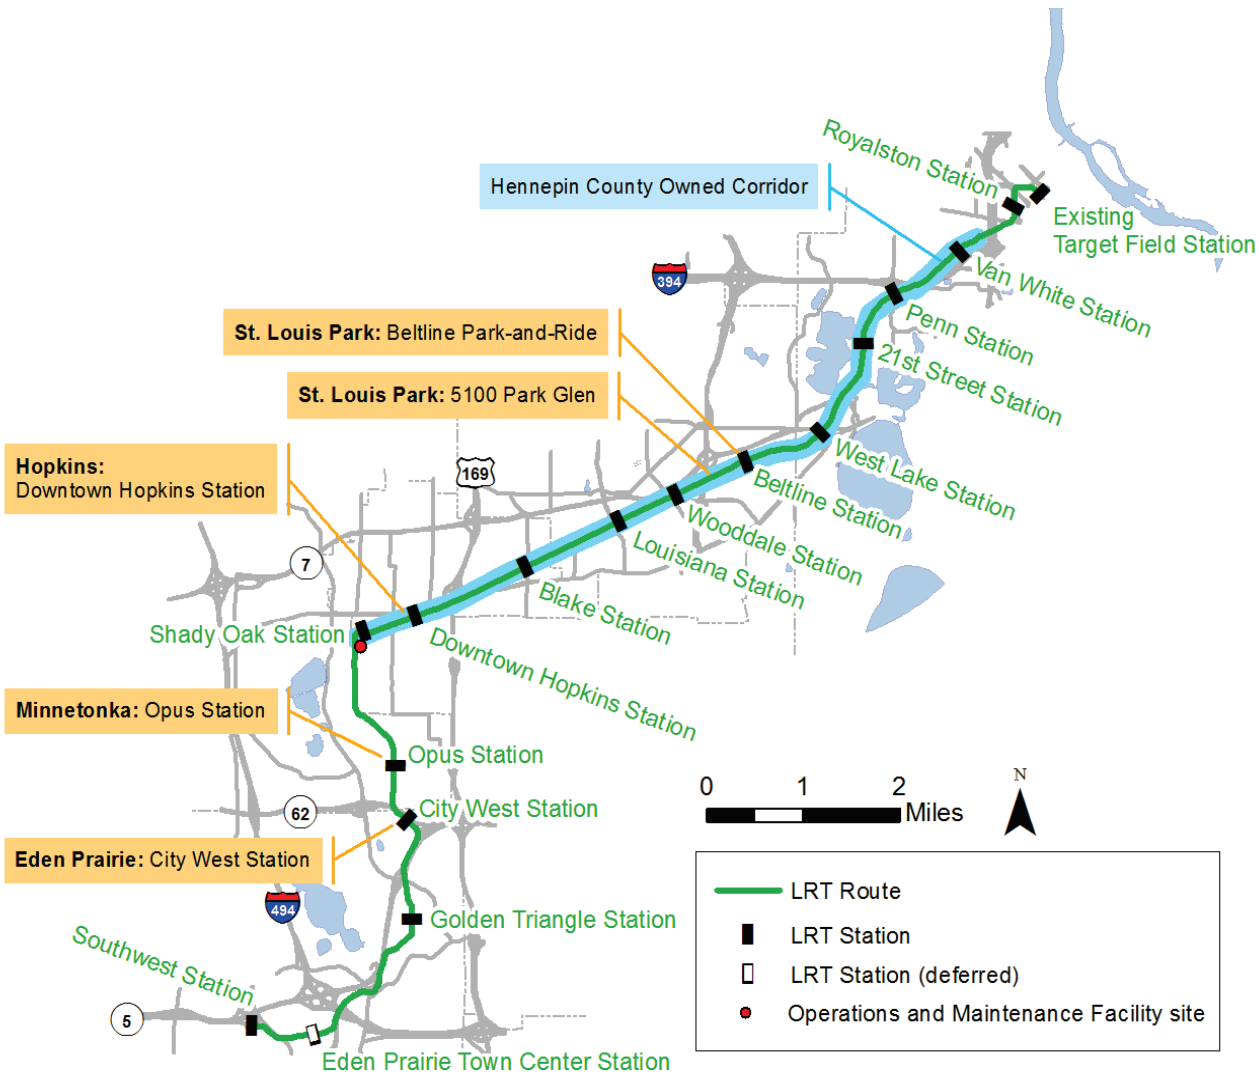 Royalston Station
Existing
Target Field Station
Hennepin County Owned Corridor
Van White Station
394
Penn Station
St. Louis Park: Beltline Park-and-Ride
21st Street Station
St. Louis Park: 5100 Park Glen
West Lake Station
Hopkins:
Downtown Hopkins Station
169
Beltline Station
Wooddale Station
7
Louisiana Station
Blake Station
Shady Oak Station
Downtown Hopkins Station
Minnetonka: Opus Station
Opus Station
0 1 2
Miles
N
62
City West Station
Eden Prairie: City West Station
494
Golden Triangle Station
Southwest Station
5
Eden Prairie Town Center Station
LRT Route
LRT Station
LRT Station (deferred)
Operations and Maintenance Facility site